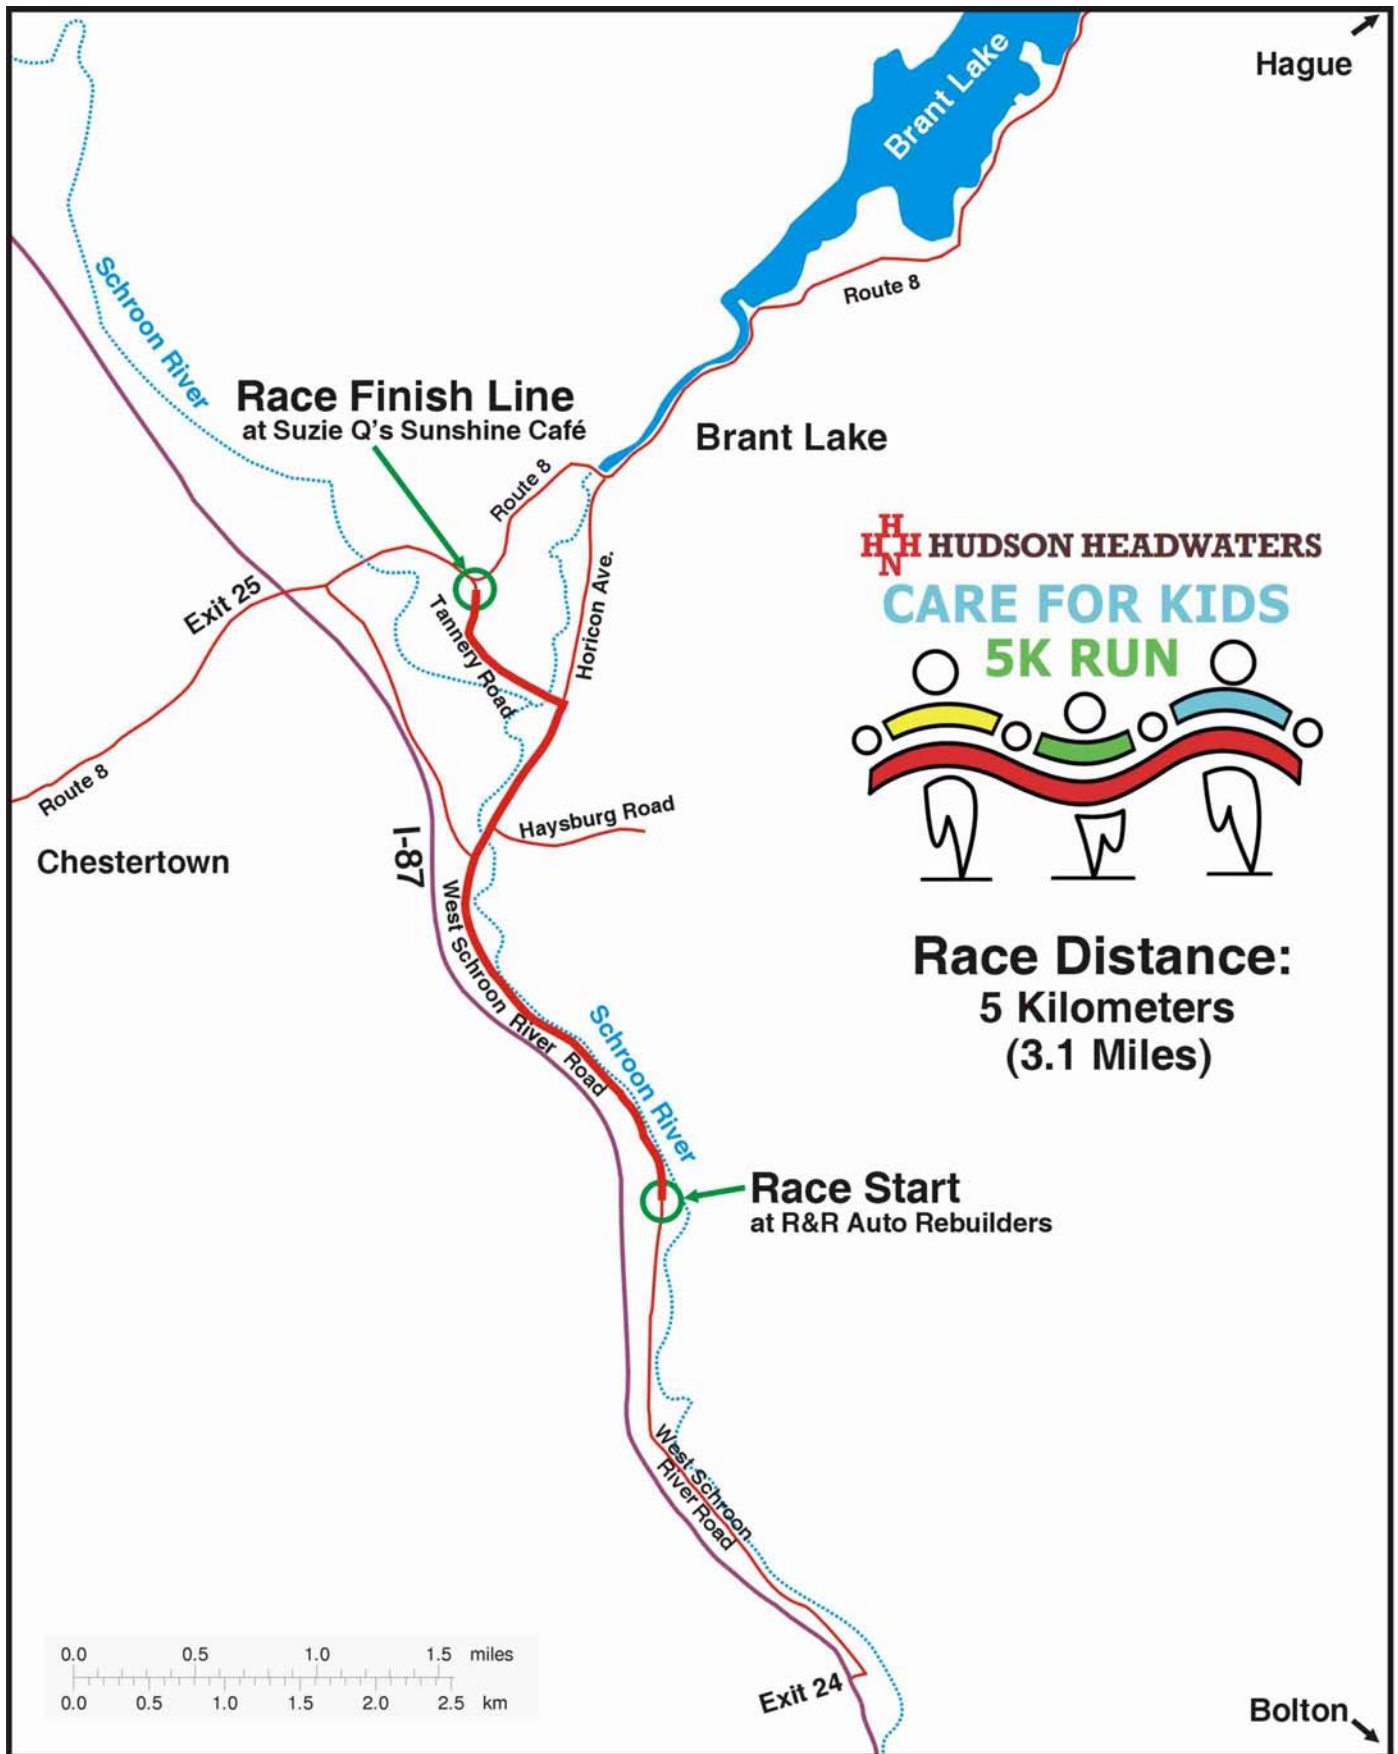 Hague
Brant Lake
Schroon River
Route 8
Race Finish Line
at Suzie Q's Sunshine Café
Brant Lake
Route 8
H
H H
N
HUDSON HEADWATERS
CARE FOR KIDS
5K RUN
Exit 25
Tannery Road
Horicon Ave.
Route 8
Haysburg Road
Chestertown
I-87
West Schroon River Road
Race Distance:
5 Kilometers
(3.1 Miles)
Schroon River
Race Start
at R&R Auto Rebuilders
West Schroon
River Road
0.0 0.5 1.0 1.5 miles
0.0 0.5 1.0 1.5 2.0 2.5 km
Exit 24
Bolton